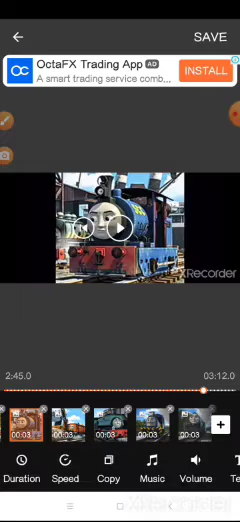 SAVE
OctaFX Trading App AD
A smart trading service comb...
INSTALL
XRecorder
2:45.0
03:12.0
00:03
00:03
00:03
00:03
00:03
Duration
Speed
Copy
Music
Volume
Te